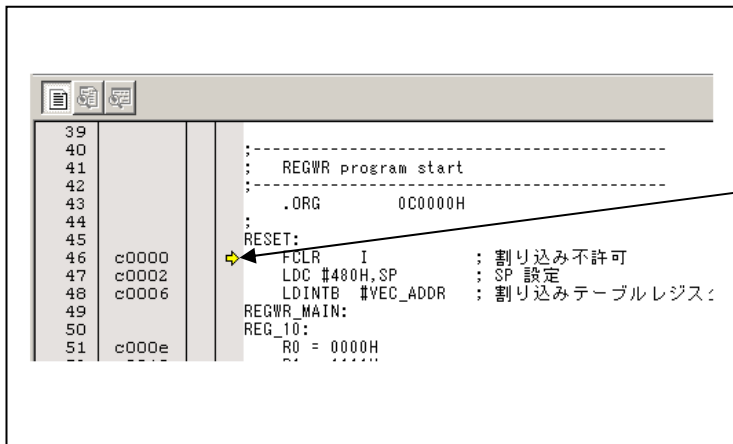 39
40 ;-----------------------------------------------
41 ; REGWR program start
42 ;-----------------------------------------------
43 .ORG 0C0000H
44 ;
45 RESET:
46 c0000 FCLR I ; 割り込み不許可
47 c0002 LDC #480H,SP ; SP 設定
48 c0006 LDINTB #VEC_ADDR ; 割り込みテーブルレジス
49 REGWR_MAIN:
50 REG_10:
51 c000e R0 = 0000H